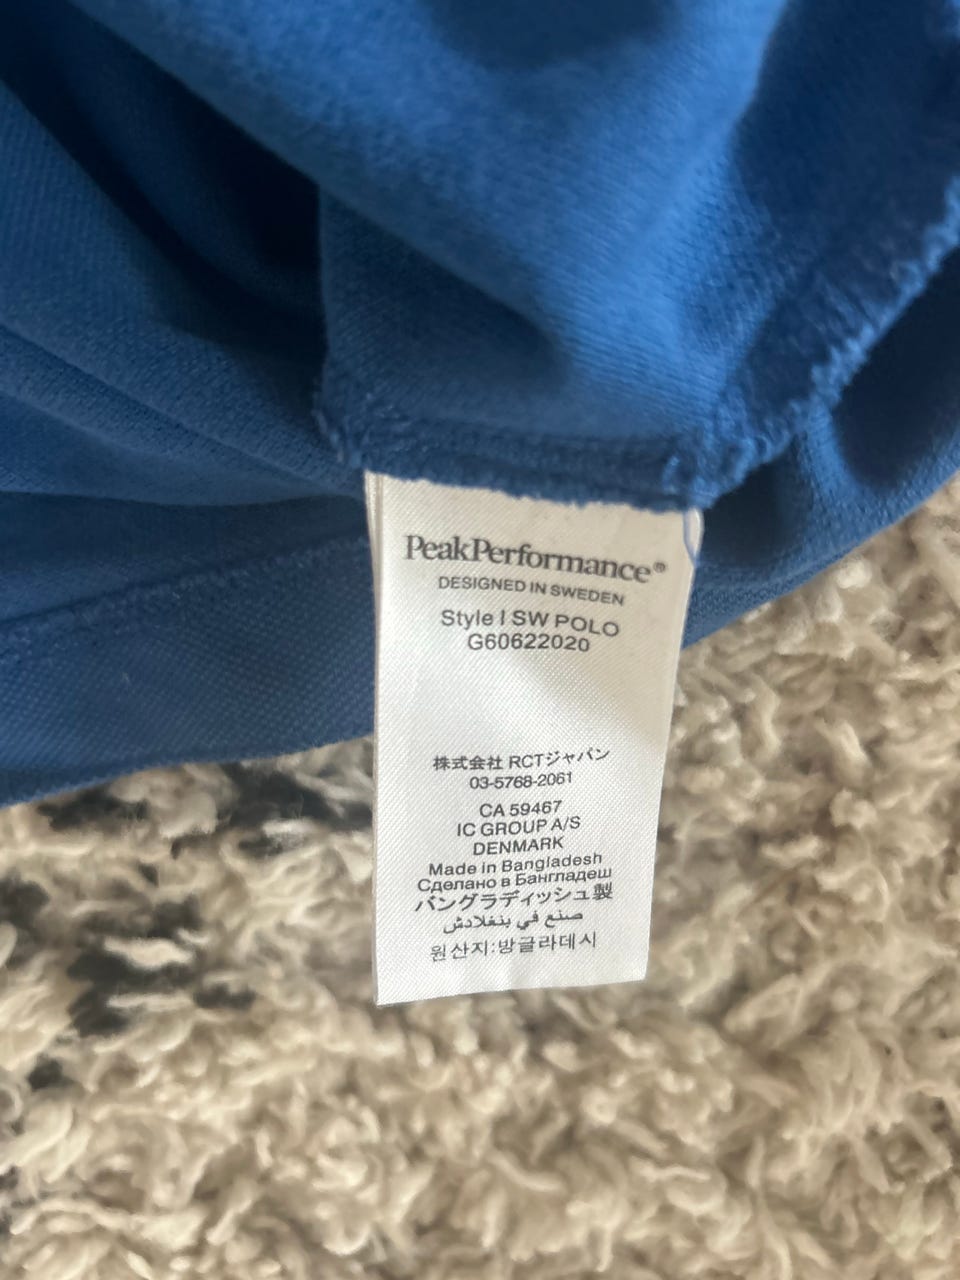 PeakPerformance®
DESIGNED IN SWEDEN
Style I SW POLO
G60622020
株式会社 RCTジャパン
03-5768-2061
CA 59467
IC GROUP A/S
DENMARK
Made in Bangladesh
Сделано в Бангладеш
バングラディッシュ製
صنع في بنغلادش
원산지:방글라데시